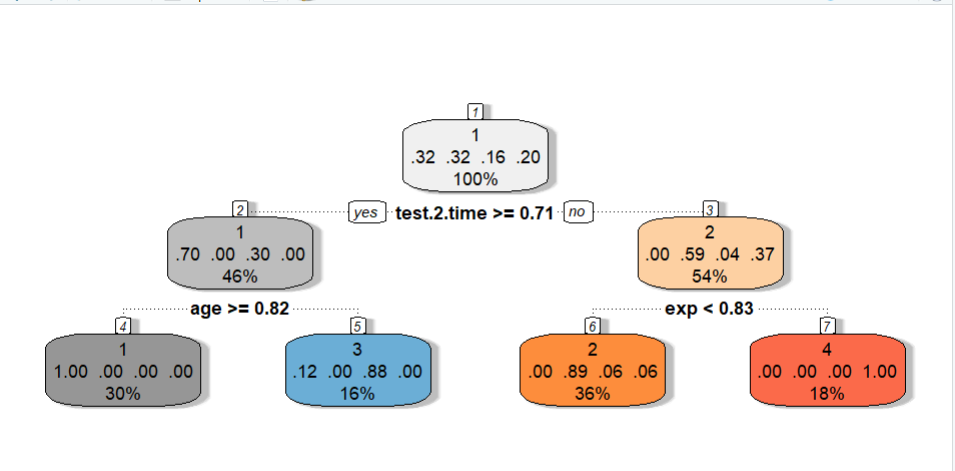 1
1
.32 .32 .16 .20
100%
yes test.2.time >= 0.71 no
2
1
.70 .00 .30 .00
46%
3
2
.00 .59 .04 .37
54%
age >= 0.82
exp < 0.83
4
1
1.00 .00 .00 .00
30%
5
3
.12 .00 .88 .00
16%
6
2
.00 .89 .06 .06
36%
7
4
.00 .00 .00 1.00
18%